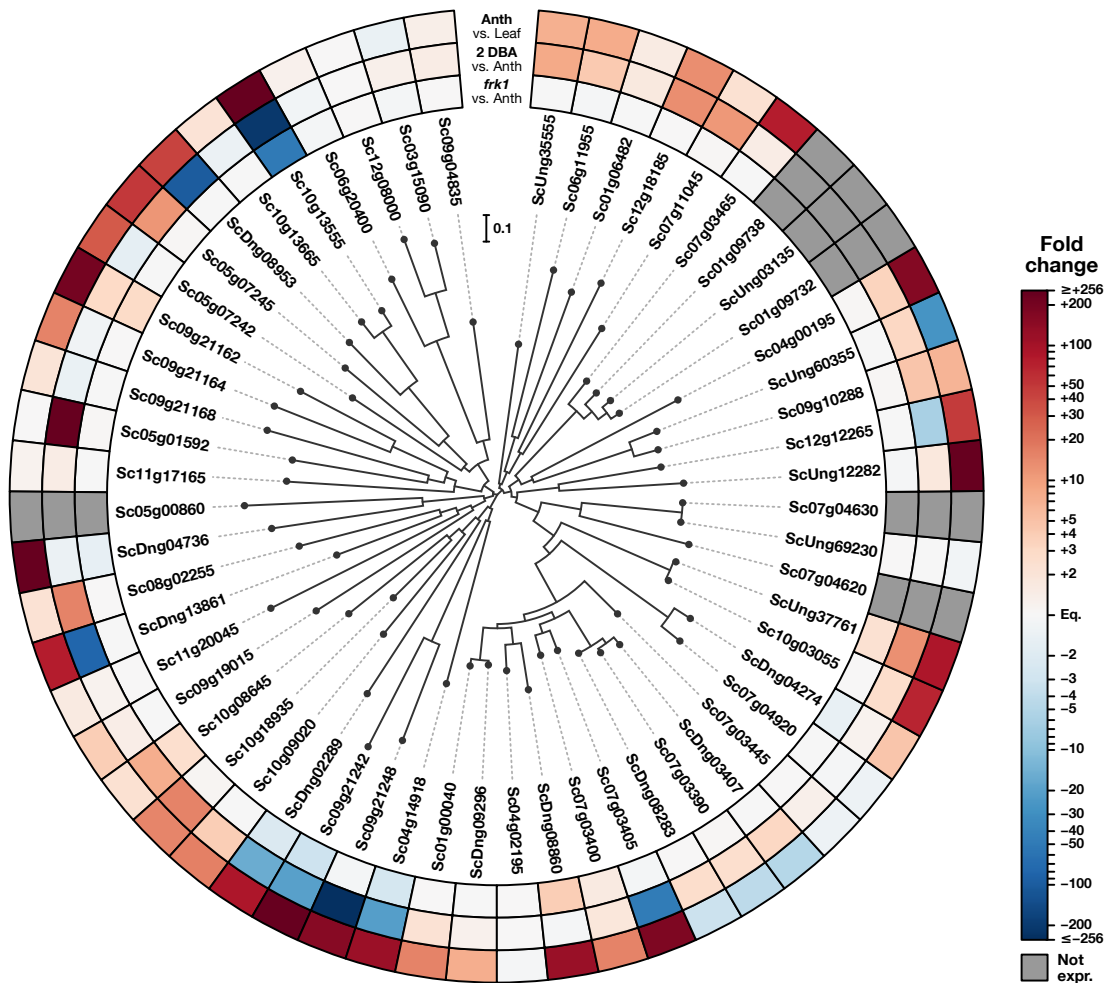 Anth
vs. Leaf
2 DBA
vs. Anth
frk1
vs. Anth
ScUng35555
Sc06g11955
Sc01g06482
Sc12g18185
Sc07g11045
Sc07g03465
Sc01g09738
ScUng03135
Sc01g09732
Sc04g00195
ScUng60355
Sc09g10288
Sc12g12265
ScUng12282
Sc07g04630
ScUng69230
Sc07g04620
ScUng37761
Sc10g03055
ScDng04274
Sc07g04920
Sc07g03445
ScDng03407
Sc07g03390
ScDng08283
Sc07g03405
Sc07g03400
ScDng08860
Sc04g02195
ScDng09296
Sc01g00040
Sc04g14918
Sc09g21248
Sc09g21242
ScDng02289
Sc10g09020
Sc10g18935
Sc10g08645
Sc09g19015
Sc11g20045
ScDng13861
Sc08g02255
ScDng04736
Sc05g00860
Sc11g17165
Sc05g01592
Sc09g21168
Sc09g21164
Sc09g21162
Sc05g07242
Sc05g07245
ScDng08953
Sc10g13665
Sc10g13555
Sc06g20400
Sc12g08000
Sc03g15090
Sc09g04835
0.1
Fold
change
≥+256
+200
+100
+50
+40
+30
+20
+10
+5
+4
+3
+2
Eq.
−2
−3
−4
−5
−10
−20
−30
−40
−50
−100
−200
≤−256
Not
expr.